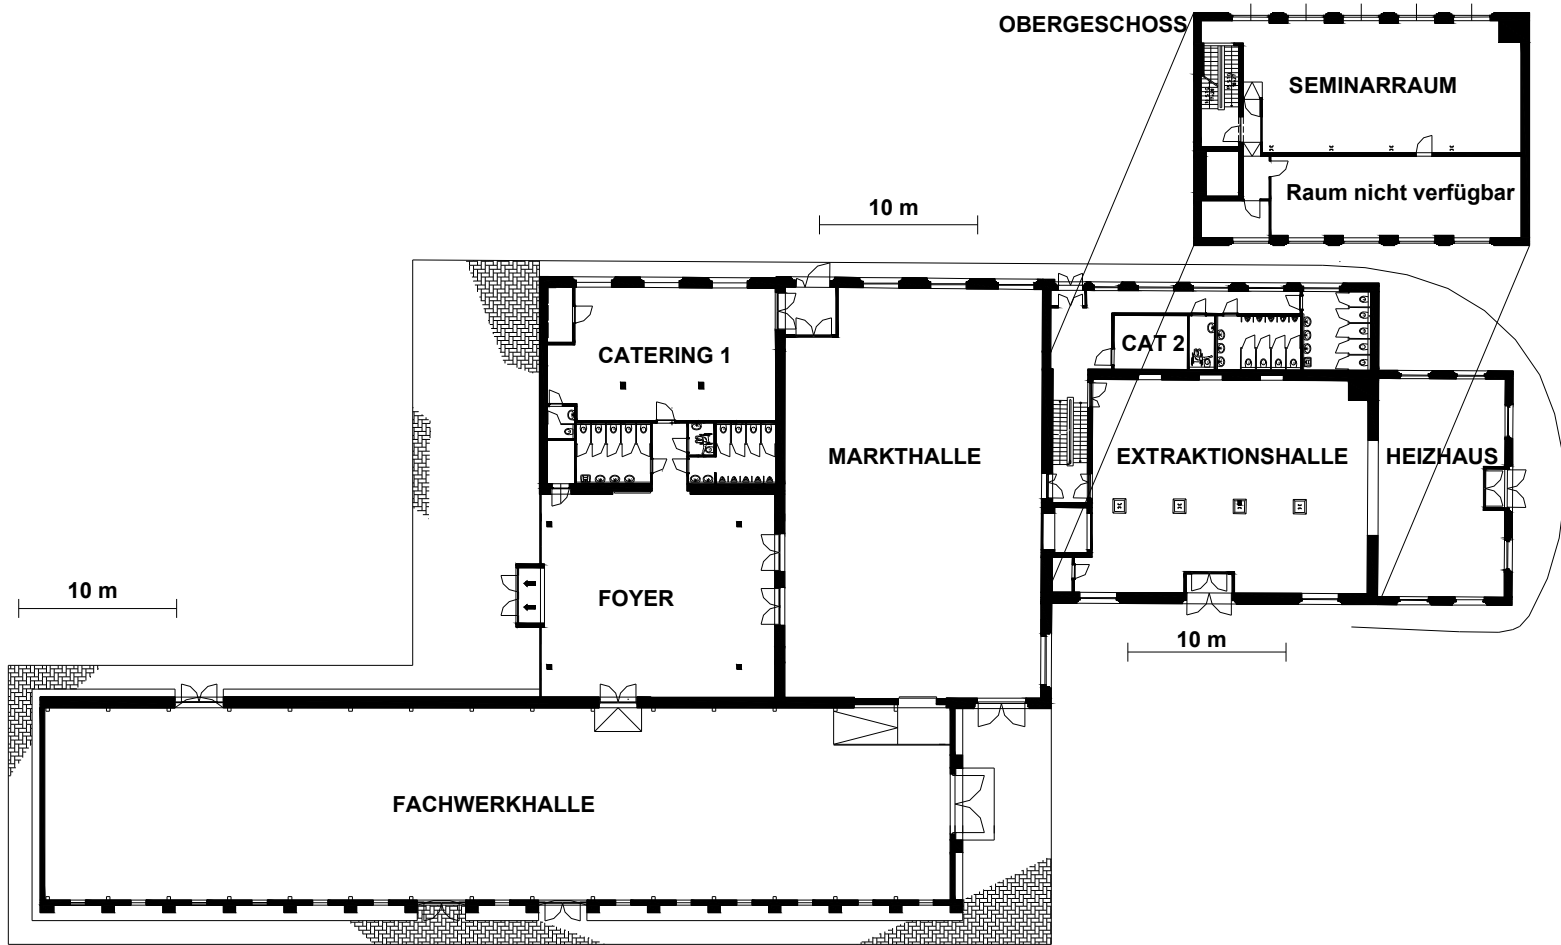 OBERGESCHOSS
SEMINARRAUM
Raum nicht verfügbar
10 m
CATERING 1
CAT 2
MARKTHALLE
EXTRAKTIONSHALLE
HEIZHAUS
10 m
FOYER
10 m
FACHWERKHALLE